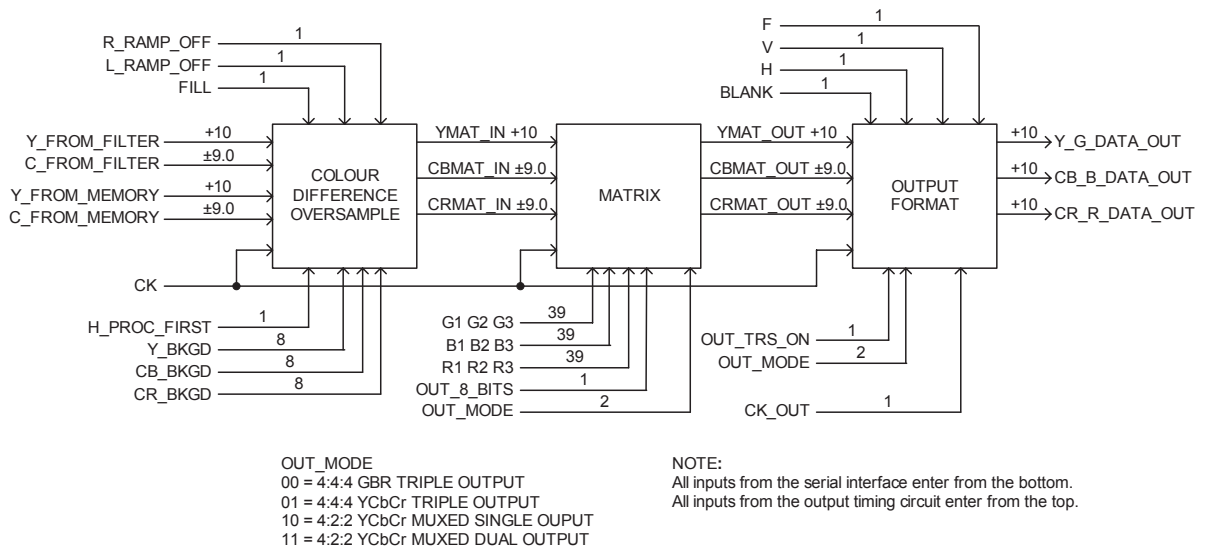 F 1
V 1
H 1
BLANK 1
R_RAMP_OFF 1
L_RAMP_OFF 1
FILL 1
Y_FROM_FILTER +10
C_FROM_FILTER ±9.0
Y_FROM_MEMORY +10
C_FROM_MEMORY ±9.0
COLOUR
DIFFERENCE
OVERSAMPLE
YMAT_IN +10
CBMAT_IN ±9.0
CRMAT_IN ±9.0
MATRIX
YMAT_OUT +10
CBMAT_OUT ±9.0
CRMAT_OUT ±9.0
OUTPUT
FORMAT
+10 Y_G_DATA_OUT
+10 CB_B_DATA_OUT
+10 CR_R_DATA_OUT
CK
H_PROC_FIRST 1
Y_BKGD 8
CB_BKGD 8
CR_BKGD 8
G1 G2 G3 39
B1 B2 B3 39
R1 R2 R3 39
OUT_8_BITS 1
OUT_MODE 2
OUT_TRS_ON 1
OUT_MODE 2
CK_OUT 1
OUT_MODE
00 = 4:4:4 GBR TRIPLE OUTPUT
01 = 4:4:4 YCbCr TRIPLE OUTPUT
10 = 4:2:2 YCbCr MUXED SINGLE OUPUT
11 = 4:2:2 YCbCr MUXED DUAL OUTPUT
NOTE:
All inputs from the serial interface enter from the bottom.
All inputs from the output timing circuit enter from the top.